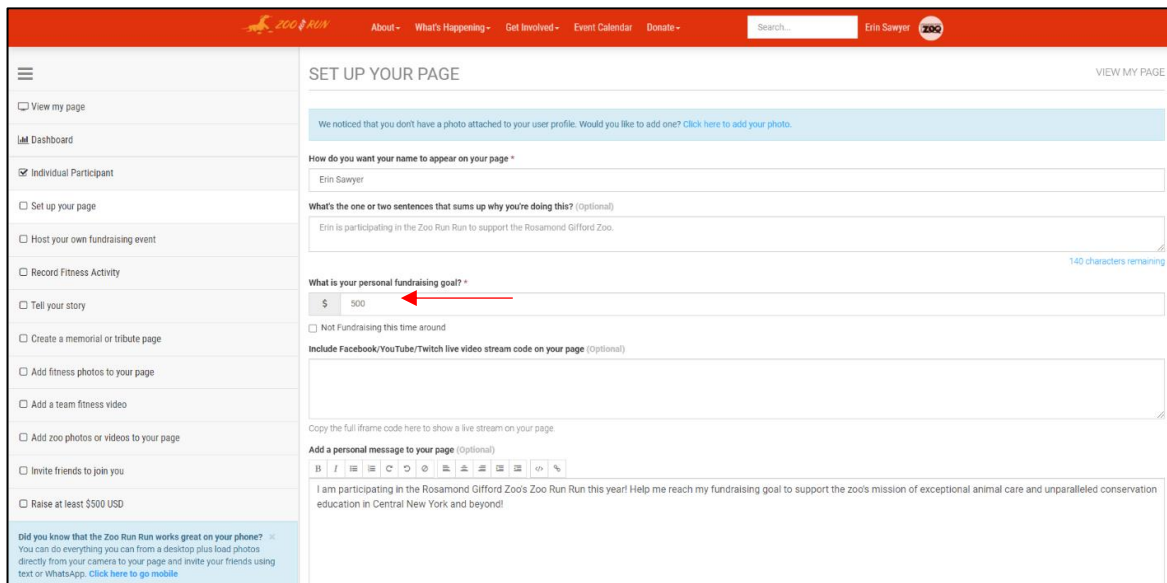 ZOO RUN About What's Happening Get Involved Event Calendar Donate Search... Erin Sawyer ZOO
SET UP YOUR PAGE VIEW MY PAGE
View my page
Dashboard
Individual Participant
Set up your page
Host your own fundraising event
Record Fitness Activity
Tell your story
Create a memorial or tribute page
Add fitness photos to your page
Add a team fitness video
Add zoo photos or videos to your page
Invite friends to join you
Raise at least $500 USD
Did you know that the Zoo Run Run works great on your phone? ×
You can do everything you can from a desktop plus load photos
directly from your camera to your page and invite your friends using
text or WhatsApp. Click here to go mobile
We noticed that you don't have a photo attached to your user profile. Would you like to add one? Click here to add your photo.
How do you want your name to appear on your page *
Erin Sawyer
What's the one or two sentences that sums up why you're doing this? (Optional)
Erin is participating in the Zoo Run Run to support the Rosamond Gifford Zoo.
140 characters remaining
What is your personal fundraising goal? *
$ 500
Not Fundraising this time around
Include Facebook/YouTube/Twitch live video stream code on your page (Optional)
Copy the full iframe code here to show a live stream on your page.
Add a personal message to your page (Optional)
B I
I am participating in the Rosamond Gifford Zoo's Zoo Run Run this year! Help me reach my fundraising goal to support the zoo's mission of exceptional animal care and unparalleled conservation
education in Central New York and beyond!